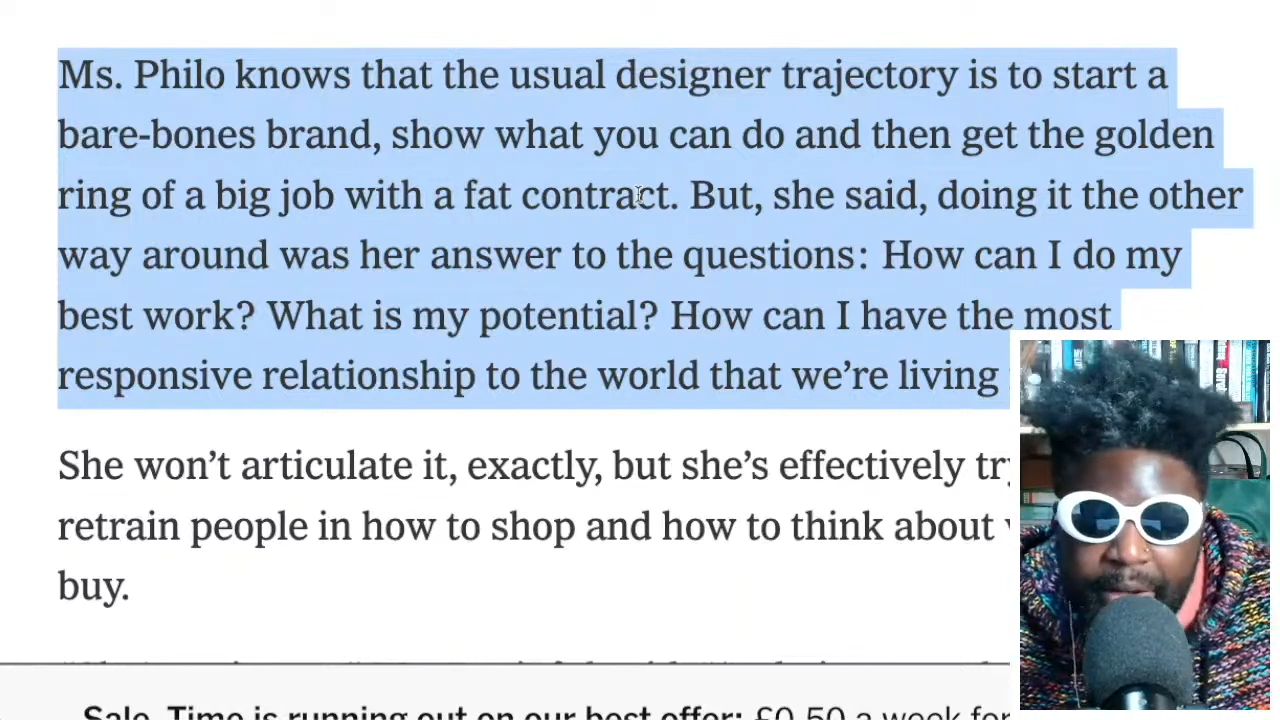 Ms. Philo knows that the usual designer trajectory is to start a
bare-bones brand, show what you can do and then get the golden
ring of a big job with a fat contract. But, she said, doing it the other
way around was her answer to the questions: How can I do my
best work? What is my potential? How can I have the most
responsive relationship to the world that we’re living
She won’t articulate it, exactly, but she’s effectively
retrain people in how to shop and how to think about
buy.
Sale. Time is running out on our best offer: £0.50 a week for